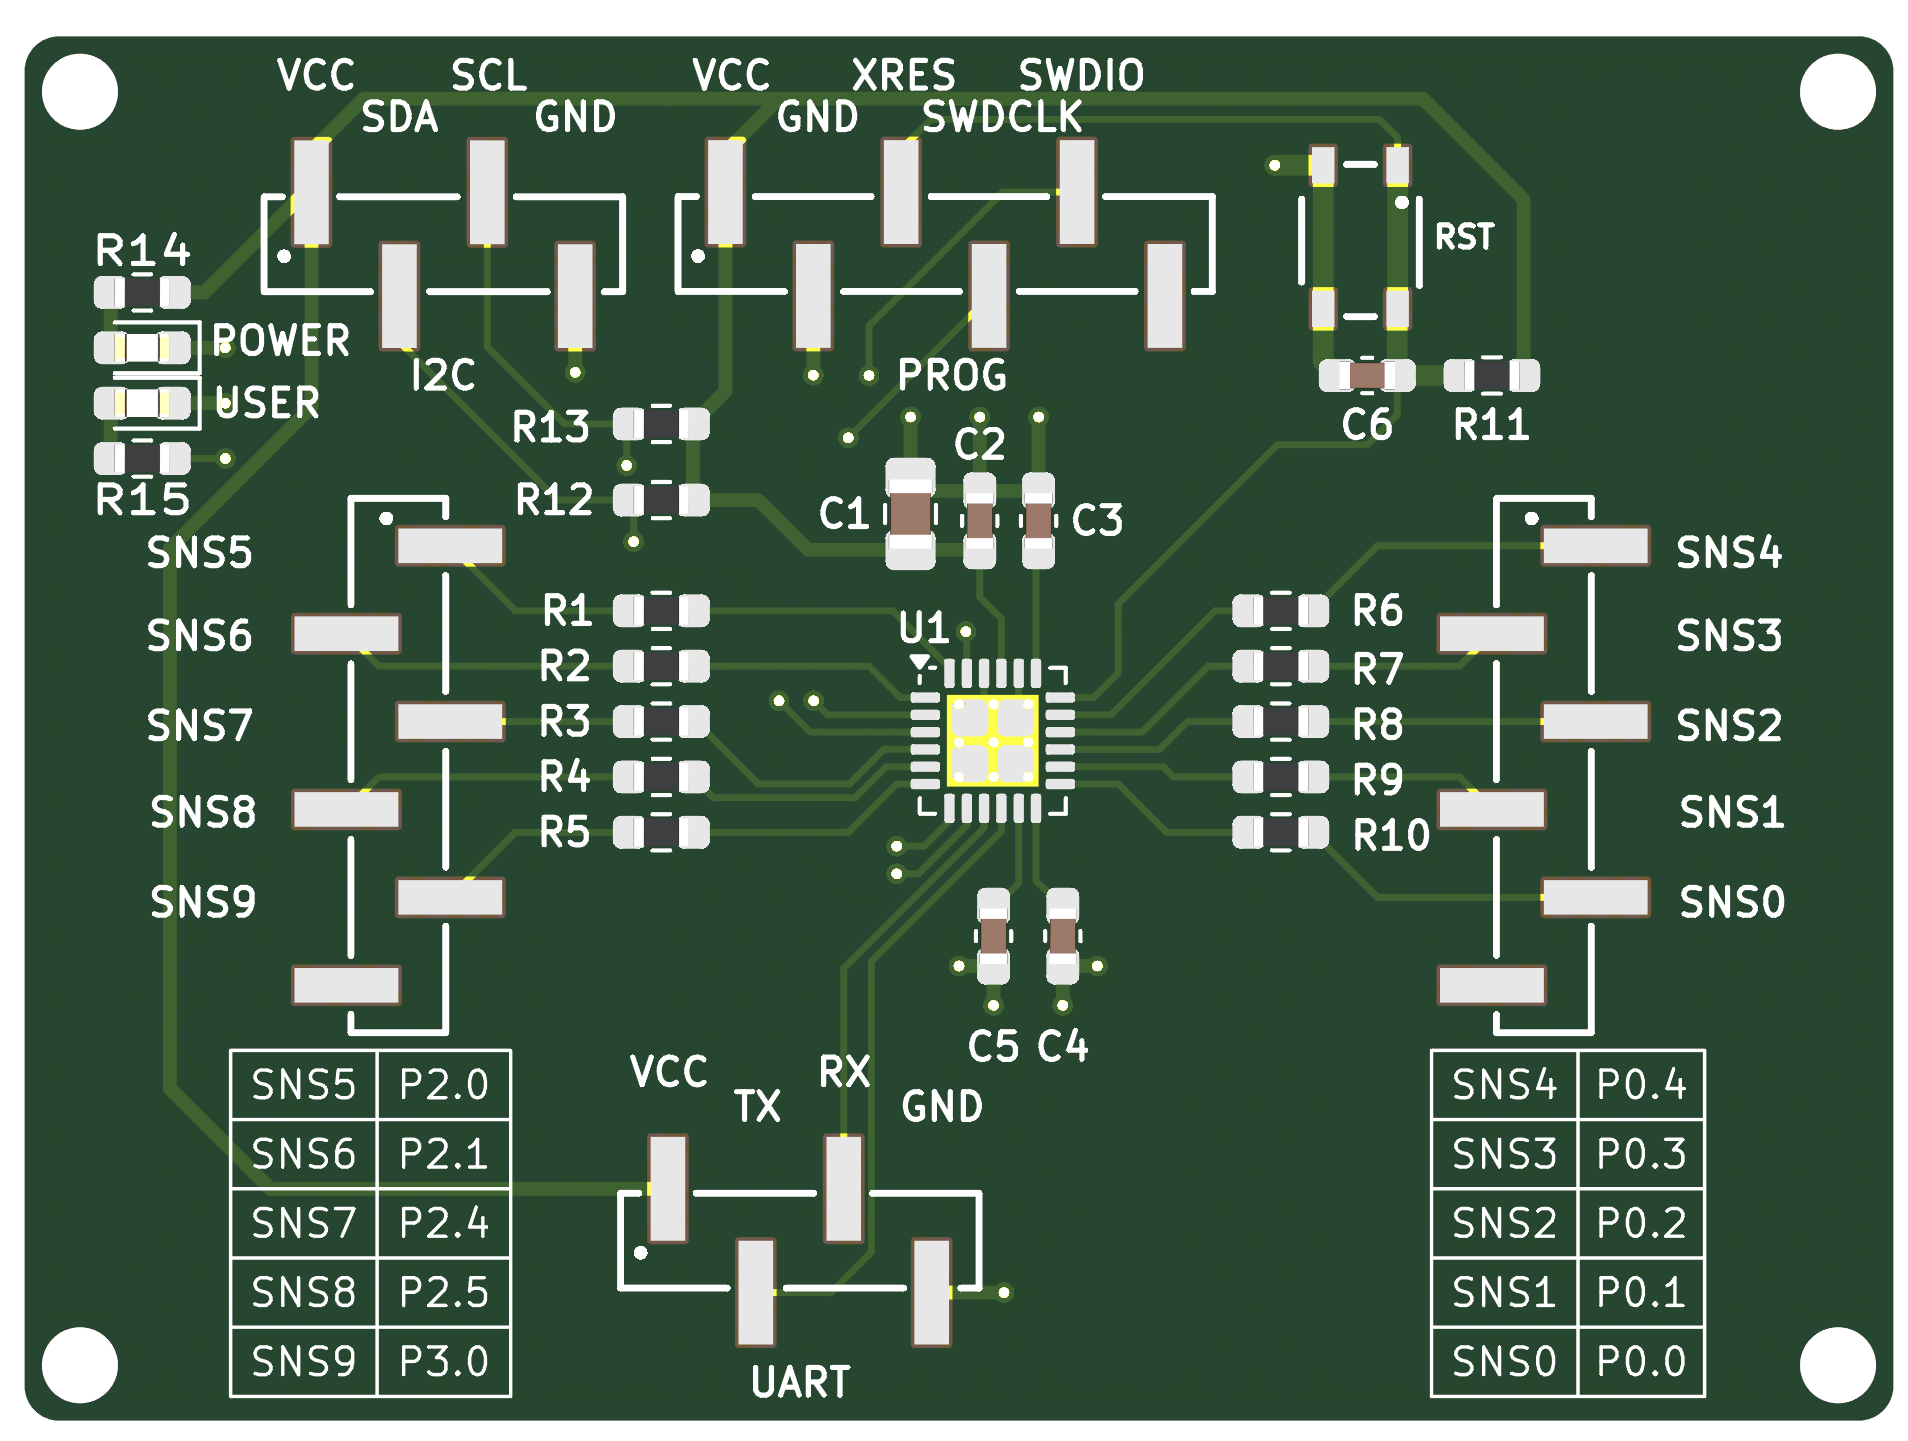 VCC SCL VCC XRES SWDIO
SDA GND GND SWDCLK
R14
RST
POWER
I2C PROG
USER
R13 C2 C6 R11
R15 R12 C1 C3
SNS5 SNS4
R1 U1 R6
SNS6 SNS3
R2 R7
SNS7 R3 R8 SNS2
R4 R9
SNS8 SNS1
R5 R10
SNS9 SNS0
C5 C4
VCC RX
TX GND
SNS5 P2.0 SNS4 P0.4
SNS6 P2.1 SNS3 P0.3
SNS7 P2.4 SNS2 P0.2
SNS8 P2.5 SNS1 P0.1
SNS9 P3.0 SNS0 P0.0
UART